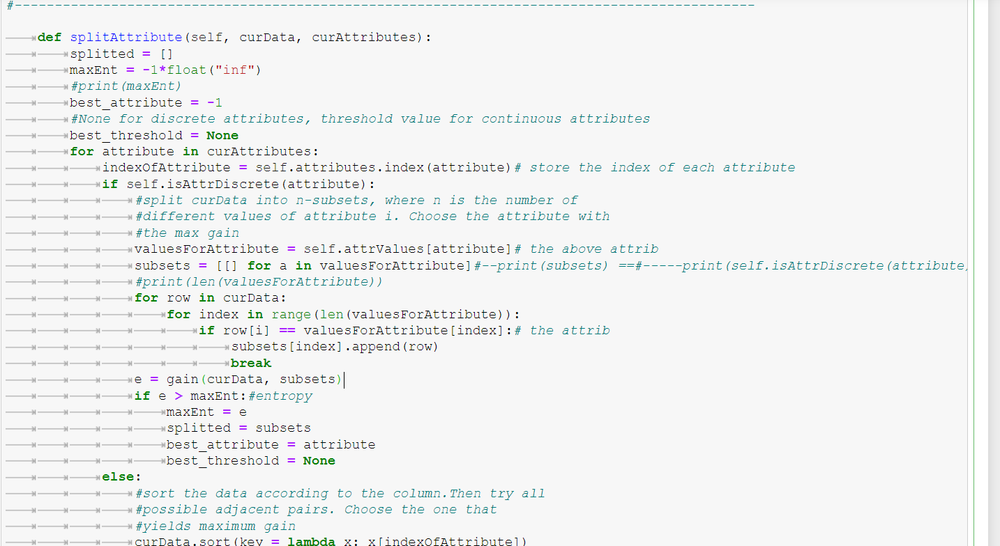 #------------------------------------------------------------------------------------------
def splitAttribute(self, curData, curAttributes):
splitted = []
maxEnt = -1*float("inf")
#print(maxEnt)
best_attribute = -1
#None for discrete attributes, threshold value for continuous attributes
best_threshold = None
for attribute in curAttributes:
indexOfAttribute = self.attributes.index(attribute)# store the index of each attribute
if self.isAttrDiscrete(attribute):
#split curData into n-subsets, where n is the number of
#different values of attribute i. Choose the attribute with
#the max gain
valuesForAttribute = self.attrValues[attribute]# the above attrib
subsets = [[] for a in valuesForAttribute]#--print(subsets) ==#-----print(self.isAttrDiscrete(attribute)
#print(len(valuesForAttribute))
for row in curData:
for index in range(len(valuesForAttribute)):
if row[i] == valuesForAttribute[index]:# the attrib
subsets[index].append(row)
break
e = gain(curData, subsets)
if e > maxEnt:#entropy
maxEnt = e
splitted = subsets
best_attribute = attribute
best_threshold = None
else:
#sort the data according to the column.Then try all
#possible adjacent pairs. Choose the one that
#yields maximum gain
curData.sort(key = lambda x: x[indexOfAttribute])